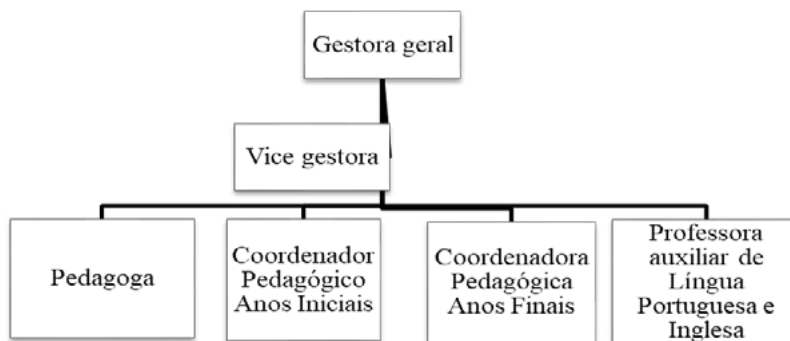 Gestora geral
Vice gestora
Pedagoga
Coordenador
Pedagógico
Anos Iniciais
Coordenadora
Pedagógica
Anos Finais
Professora
auxiliar de
Língua
Portuguesa e
Inglesa